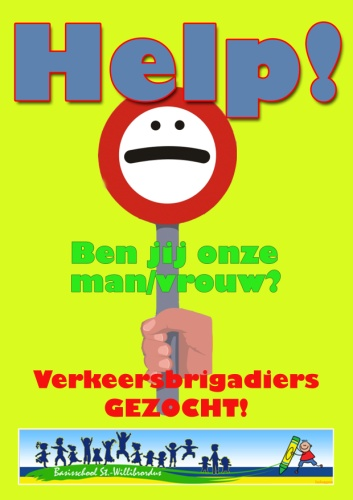 Help!
Ben jij onze
man/vrouw?
Verkeersbrigadiers
GEZOCHT!
Basisschool St.-Willibrordus